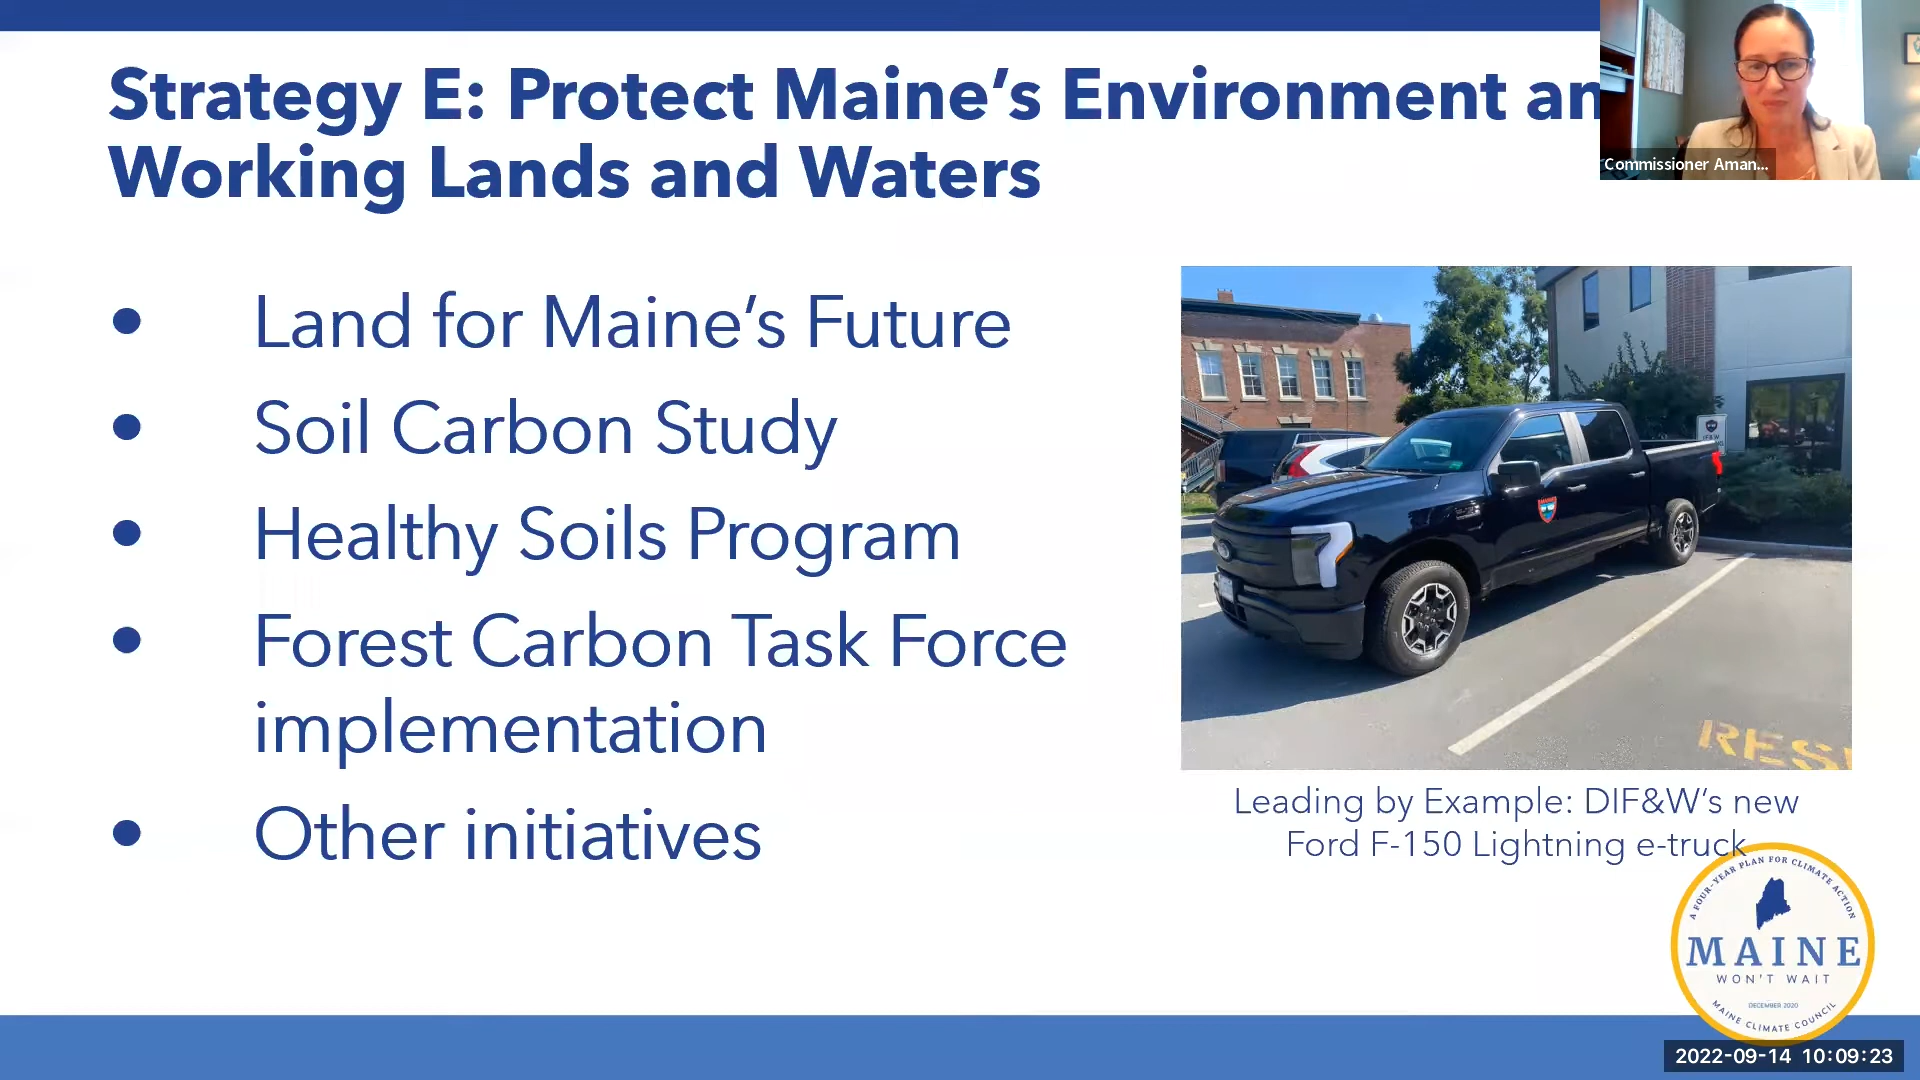 Strategy E: Protect Maine’s Environment an
Working Lands and Waters
Commissioner Aman...
• Land for Maine’s Future
• Soil Carbon Study
• Healthy Soils Program
• Forest Carbon Task Force
implementation
• Other initiatives
RES
Leading by Example: DIF&W’s new
Ford F-150 Lightning e-truck
A FOUR-YEAR PLAN FOR CLIMATE ACTION
MAINE
WON'T WAIT
DECEMBER 2020
MAINE CLIMATE COUNCIL
2022-09-14 10:09:23